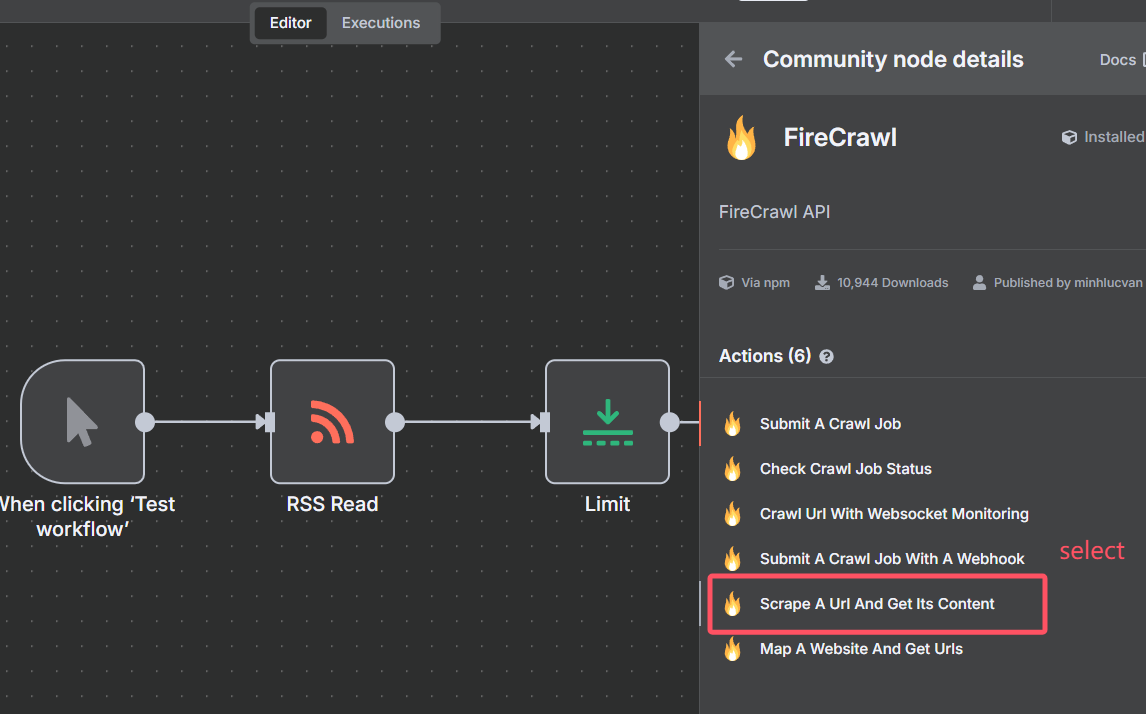 Editor
Executions
Community node details
Docs
FireCrawl
Installed
FireCrawl API
Via npm
10,944 Downloads
Published by minhlucvan
Actions (6)
Submit A Crawl Job
Check Crawl Job Status
Crawl Url With Websocket Monitoring
Submit A Crawl Job With A Webhook
select
Scrape A Url And Get Its Content
Map A Website And Get Urls
When clicking ‘Test
workflow’
RSS Read
Limit